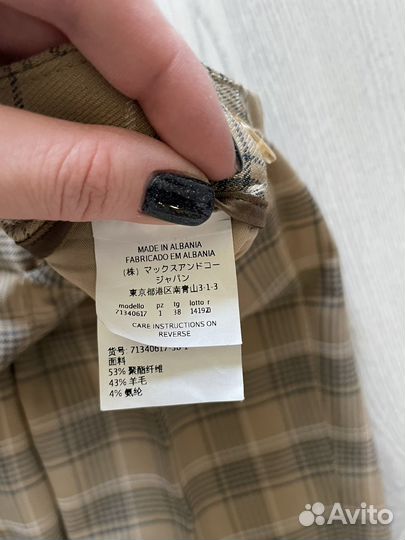 MADE IN ALBANIA
FABRICADO EM ALBANIA
(株) マックスアンドコー
ジャパン
東京都港区南青山3-1-3
modello pz tg lotto r
71340617 1 38 14192
CARE INSTRUCTIONS ON
REVERSE
货号: 71340617-38-1
面料
53% 聚酯纤维
43% 羊毛
4% 氨纶
Avito